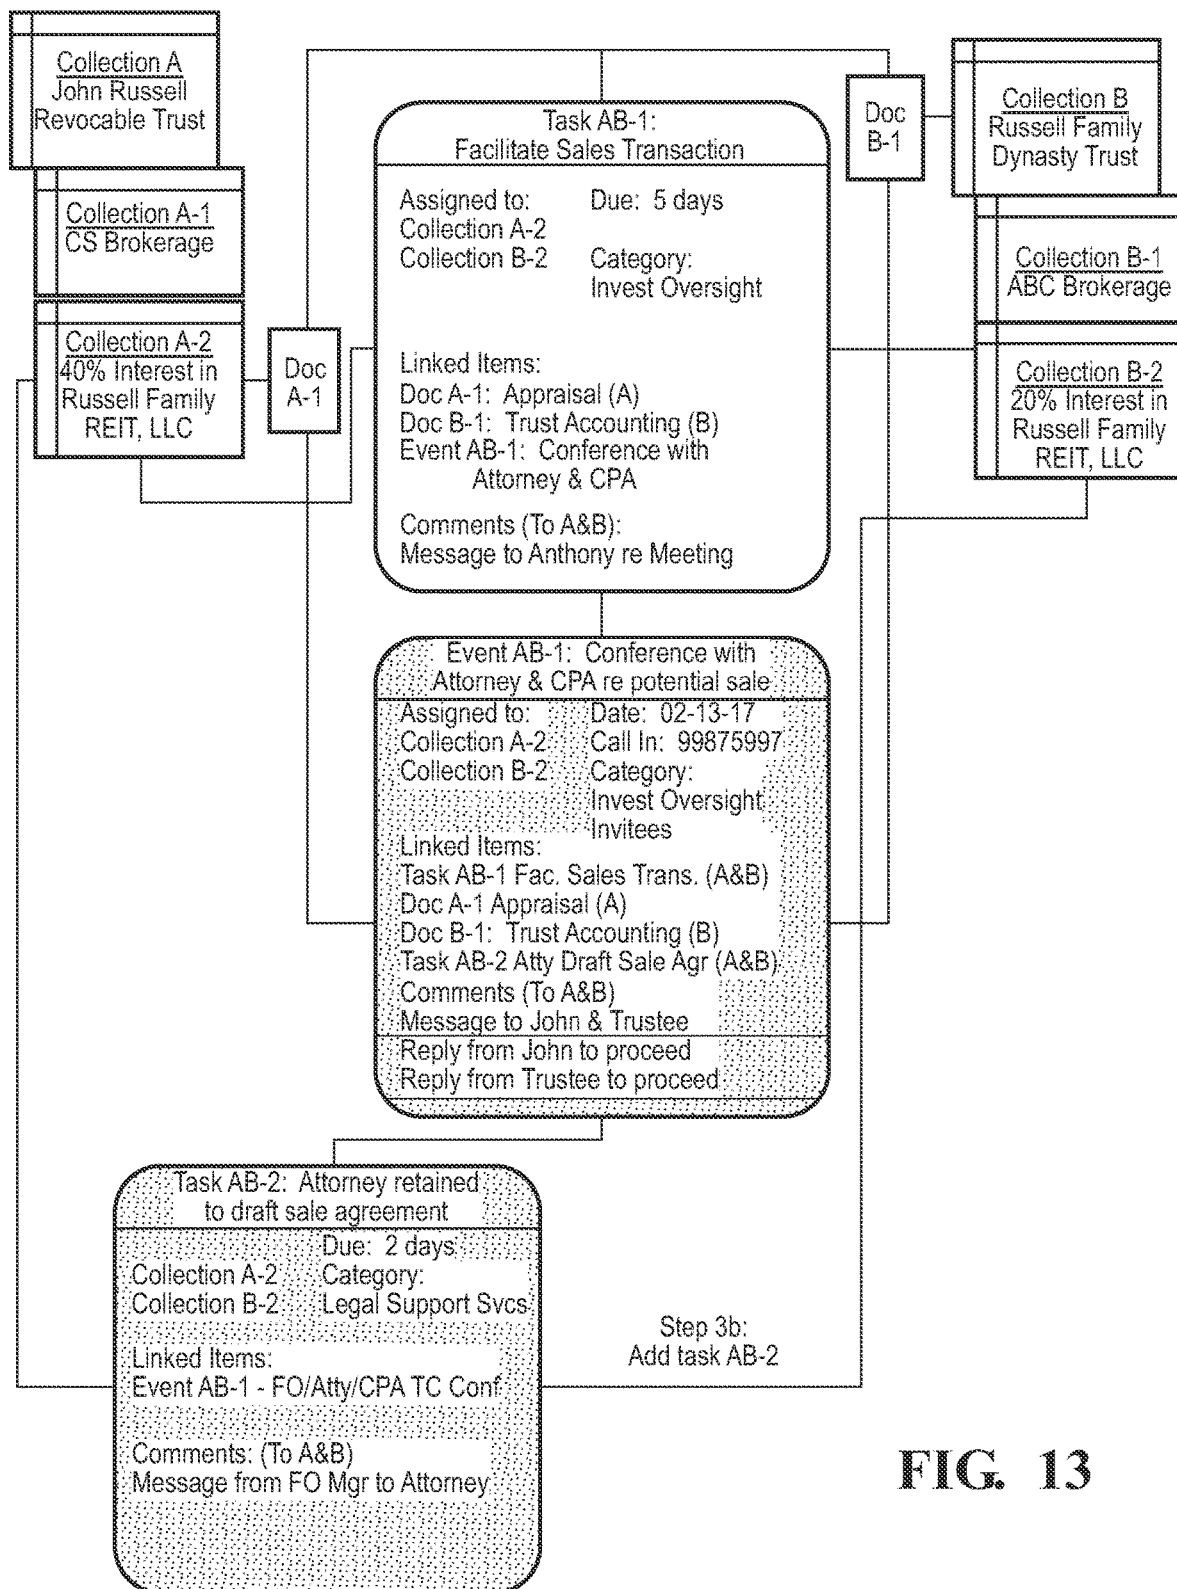 Collection A
John Russell
Revocable Trust
Collection A-1
CS Brokerage
Collection A-2
40% Interest in
Russell Family
REIT, LLC
Doc
A-1
Task AB-1:
Facilitate Sales Transaction
Assigned to:
Collection A-2
Collection B-2
Due: 5 days
Category:
Invest Oversight
Linked Items:
Doc A-1: Appraisal (A)
Doc B-1: Trust Accounting (B)
Event AB-1: Conference with
Attorney & CPA
Comments (To A&B):
Message to Anthony re Meeting
Doc
B-1
Collection B
Russell Family
Dynasty Trust
Collection B-1
ABC Brokerage
Collection B-2
20% Interest in
Russell Family
REIT, LLC
Event AB-1: Conference with
Attorney & CPA re potential sale
Assigned to:
Collection A-2
Collection B-2
Date: 02-13-17
Call In: 99875997
Category:
Invest Oversight
Invitees
Linked Items:
Task AB-1 Fac. Sales Trans. (A&B)
Doc A-1 Appraisal (A)
Doc B-1: Trust Accounting (B)
Task AB-2 Atty Draft Sale Agr (A&B)
Comments (To A&B)
Message to John & Trustee
Reply from John to proceed
Reply from Trustee to proceed
Task AB-2: Attorney retained
to draft sale agreement
Due: 2 days
Collection A-2
Collection B-2
Category:
Legal Support Svcs
Linked Items:
Event AB-1 - FO/Atty/CPA TC Conf
Comments: (To A&B)
Message from FO Mgr to Attorney
Step 3b:
Add task AB-2
FIG. 13